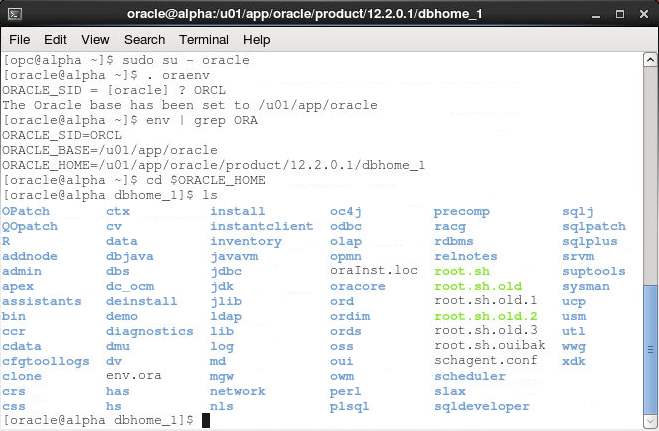 oracle@alpha:/u01/app/oracle/product/12.2.0.1/dbhome_1
File Edit View Search Terminal Help
[opc@alpha ~]$ sudo su - oracle
[oracle@alpha ~]$ . oraenv
ORACLE_SID = [oracle] ? ORCL
The Oracle base has been set to /u01/app/oracle
[oracle@alpha ~]$ env | grep ORA
ORACLE_SID=ORCL
ORACLE_BASE=/u01/app/oracle
ORACLE_HOME=/u01/app/oracle/product/12.2.0.1/dbhome_1
[oracle@alpha ~]$ cd $ORACLE_HOME
[oracle@alpha dbhome_1]$ ls
OPatch ctx install oc4j precomp sqlj
QOpatch cv instantclient odbc racg sqlpatch
R data inventory olap rdbms sqlplus
addnode dbjava javavm opmn relnotes srvm
admin dbs jdbc oraInst.loc root.sh suptools
apex dc_ocm jdk oracore root.sh.old sysman
assistants deinstall jlib ord root.sh.old.1 ucp
bin demo ldap ordim root.sh.old.2 usm
ccr diagnostics lib ords root.sh.old.3 utl
cdata dmu log oss root.sh.ouibak wwg
cfgtoollogs dv md oui schagent.conf xdk
clone env.ora mgw owm scheduler
crs has network perl slax
css hs nls plsql sqldeveloper
[oracle@alpha dbhome_1]$